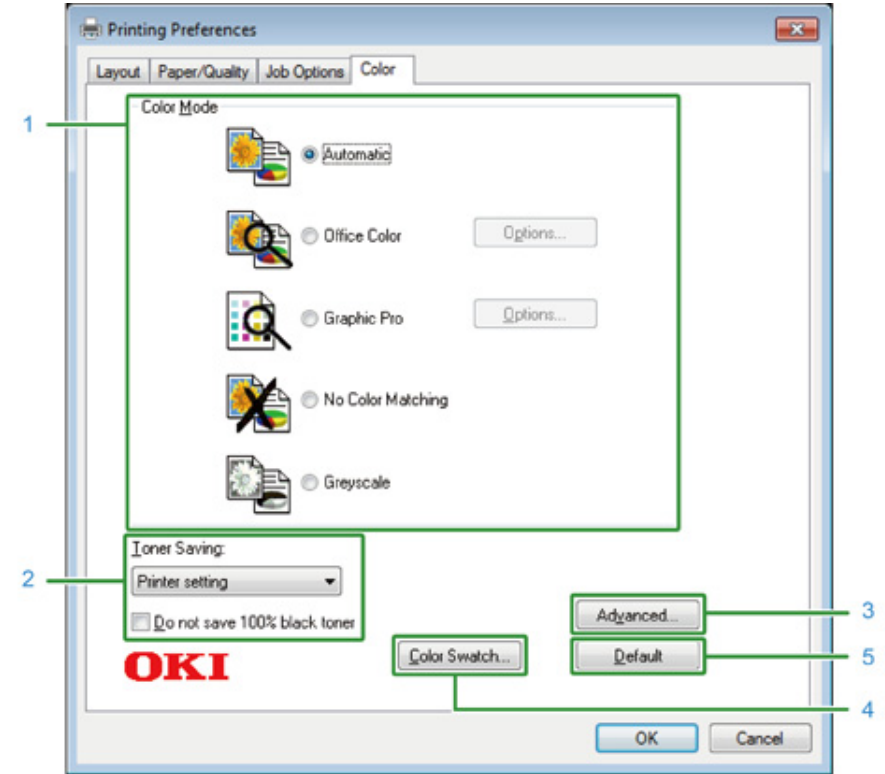 Printing Preferences
Layout Paper/Quality Job Options Color
Color Mode
1
Automatic
Office Color Options...
Graphic Pro Options...
No Color Matching
Greyscale
Toner Saving:
2 Printer setting
Advanced... 3
Do not save 100% black toner
OKI Color Swatch... Default 5
4
OK Cancel